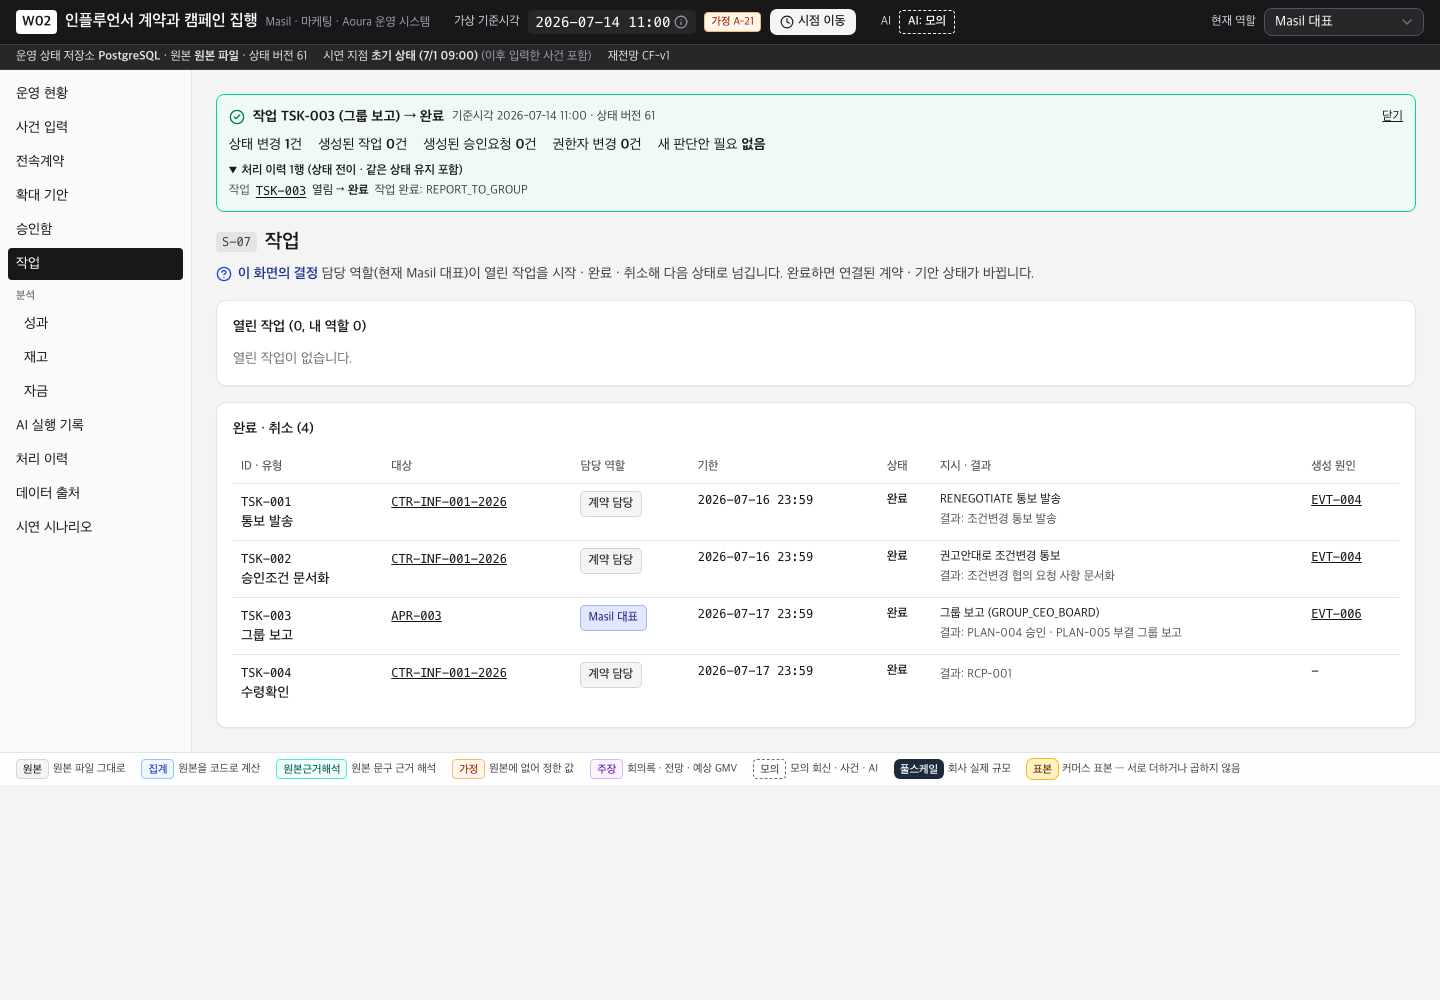 W02 인플루언서 계약과 캠페인 집행 Masil · 마케팅 · Aoura 운영 시스템 가상 기준시각 2026-07-14 11:00 가정 A-21 시점 이동 AI AI: 모의 현재 역할 Masil 대표
운영 상태 저장소 PostgreSQL · 원본 원본 파일 · 상태 버전 61 시연 지점 초기 상태 (7/1 09:00) (이후 입력한 사건 포함) 재전망 CF-v1
운영 현황
사건 입력
전속계약
확대 기안
승인함
작업
분석
성과
재고
자금
AI 실행 기록
처리 이력
데이터 출처
시연 시나리오
작업 TSK-003 (그룹 보고) → 완료 기준시각 2026-07-14 11:00 · 상태 버전 61 닫기
상태 변경 1건 생성된 작업 0건 생성된 승인요청 0건 권한자 변경 0건 새 판단안 필요 없음
▼ 처리 이력 1행 (상태 전이 · 같은 상태 유지 포함)
작업 TSK-003 열림 → 완료 작업 완료: REPORT_TO_GROUP
S-07 작업
이 화면의 결정 담당 역할(현재 Masil 대표)이 열린 작업을 시작 · 완료 · 취소해 다음 상태로 넘깁니다. 완료하면 연결된 계약 · 기안 상태가 바뀝니다.
열린 작업 (0, 내 역할 0)
열린 작업이 없습니다.
완료 · 취소 (4)
ID · 유형 대상 담당 역할 기한 상태 지시 · 결과 생성 원인
TSK-001 CTR-INF-001-2026 계약 담당 2026-07-16 23:59 완료 RENEGOTIATE 통보 발송 EVT-004
통보 발송 결과: 조건변경 통보 발송
TSK-002 CTR-INF-001-2026 계약 담당 2026-07-16 23:59 완료 권고안대로 조건변경 통보 EVT-004
승인조건 문서화 결과: 조건변경 협의 요청 사항 문서화
TSK-003 APR-003 Masil 대표 2026-07-17 23:59 완료 그룹 보고 (GROUP_CEO_BOARD) EVT-006
그룹 보고 결과: PLAN-004 승인 · PLAN-005 부결 그룹 보고
TSK-004 CTR-INF-001-2026 계약 담당 2026-07-17 23:59 완료 결과: RCP-001 –
수령확인
원본 원본 파일 그대로 집계 원본을 코드로 계산 원본근거해석 원본 문구 근거 해석 가정 원본에 없어 정한 값 주장 회의록 · 전망 · 예상 GMV 모의 모의 회신 · 사건 · AI 풀스케일 회사 실제 규모 표본 커머스 표본 — 서로 더하거나 곱하지 않음